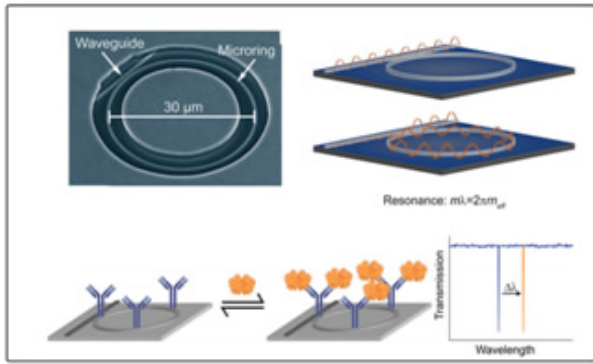 Waveguide
Microring
30 μm
Resonance: mλ=2πrn_eff
Transmission
Δλ
Wavelength